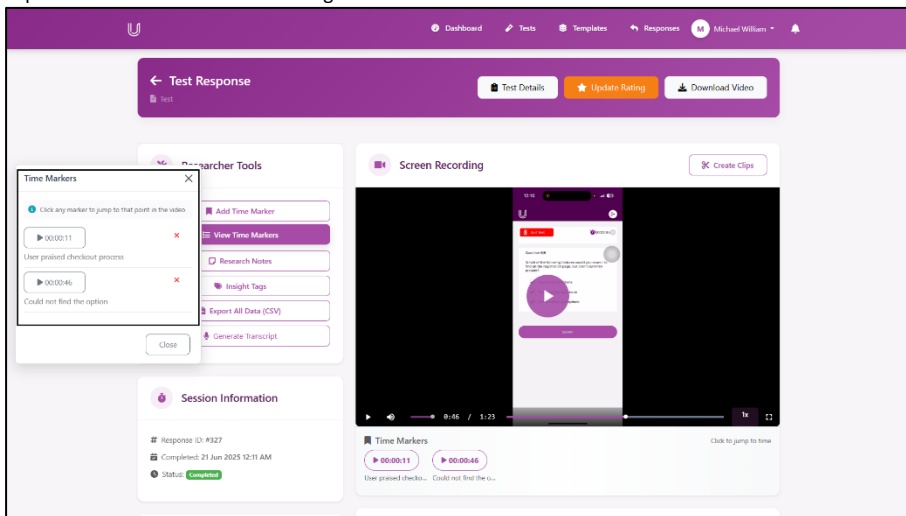 Dashboard
Tests
Templates
Responses
M Michael William
← Test Response
Test
Test Details
Update Rating
Download Video
Researcher Tools
Add Time Marker
View Time Markers
Research Notes
Insight Tags
Export All Data (CSV)
Generate Transcript
Time Markers
Click any marker to jump to that point in the video
00:00:11
User praised checkout process
00:00:46
Could not find the option
Close
Session Information
# Response ID: #327
Completed: 21 Jun 2025 12:11 AM
Status: Completed
Screen Recording
Create Clips
0:46 / 1:23
1x
Time Markers
Click to jump to time
00:00:11
User praised checko...
00:00:46
Could not find the o...